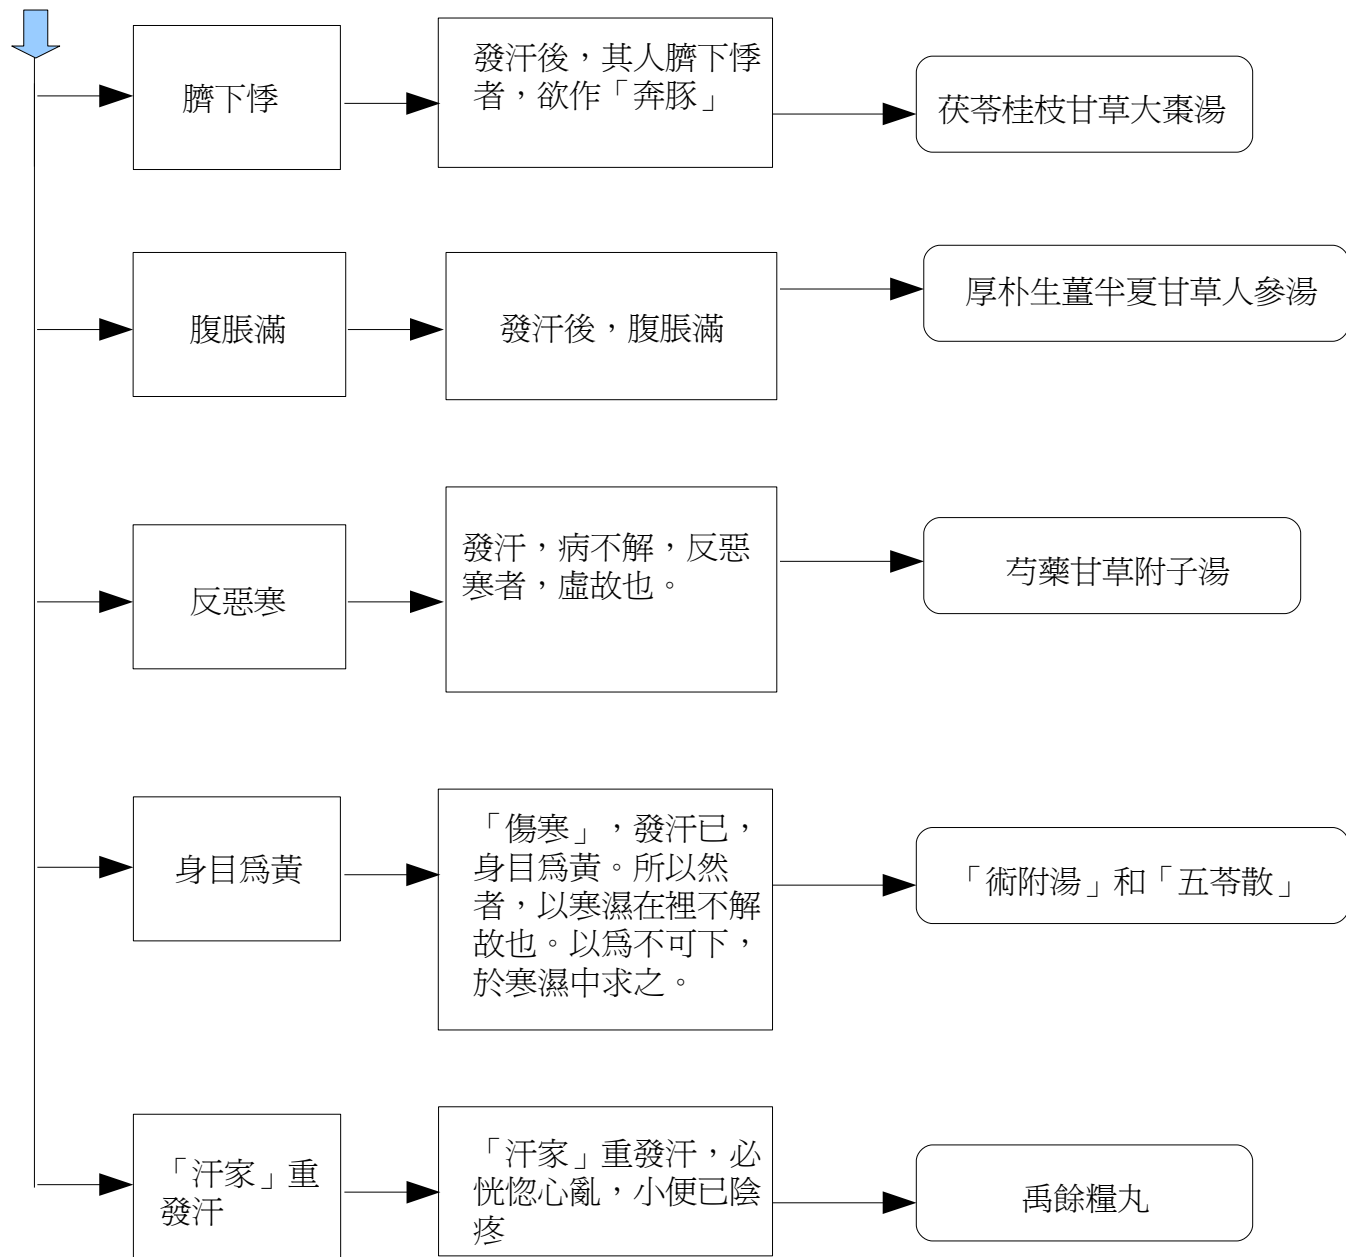 臍下悸
發汗後，其人臍下悸
者，欲作「奔豚」
茯苓桂枝甘草大棗湯
腹脹滿
發汗後，腹脹滿
厚朴生薑半夏甘草人參湯
反惡寒
發汗，病不解，反惡
寒者，虛故也。
芍藥甘草附子湯
身目爲黃
「傷寒」，發汗已，
身目爲黃。所以然
者，以寒濕在裡不解
故也。以爲不可下，
於寒濕中求之。
「術附湯」和「五苓散」
「汗家」重
發汗
「汗家」重發汗，必
恍惚心亂，小便已陰
疼
禹餘糧丸